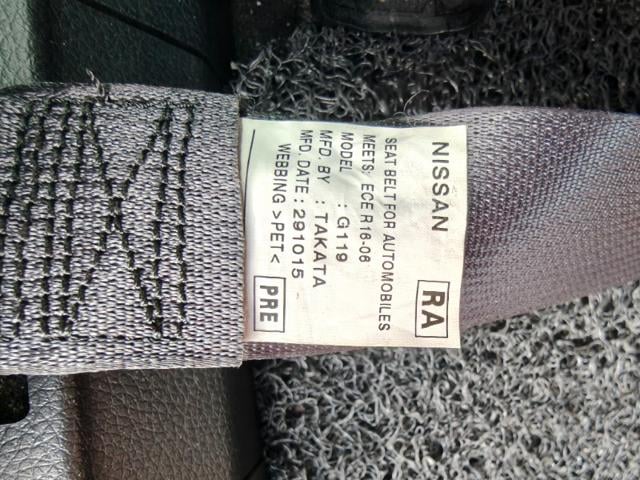 NISSAN RA
SEAT BELT FOR AUTOMOBILES
MEETS: ECE R16-06
MODEL : G119
MFD. BY : TAKATA
MFD. DATE : 291015
WEBBING >PET< PRE